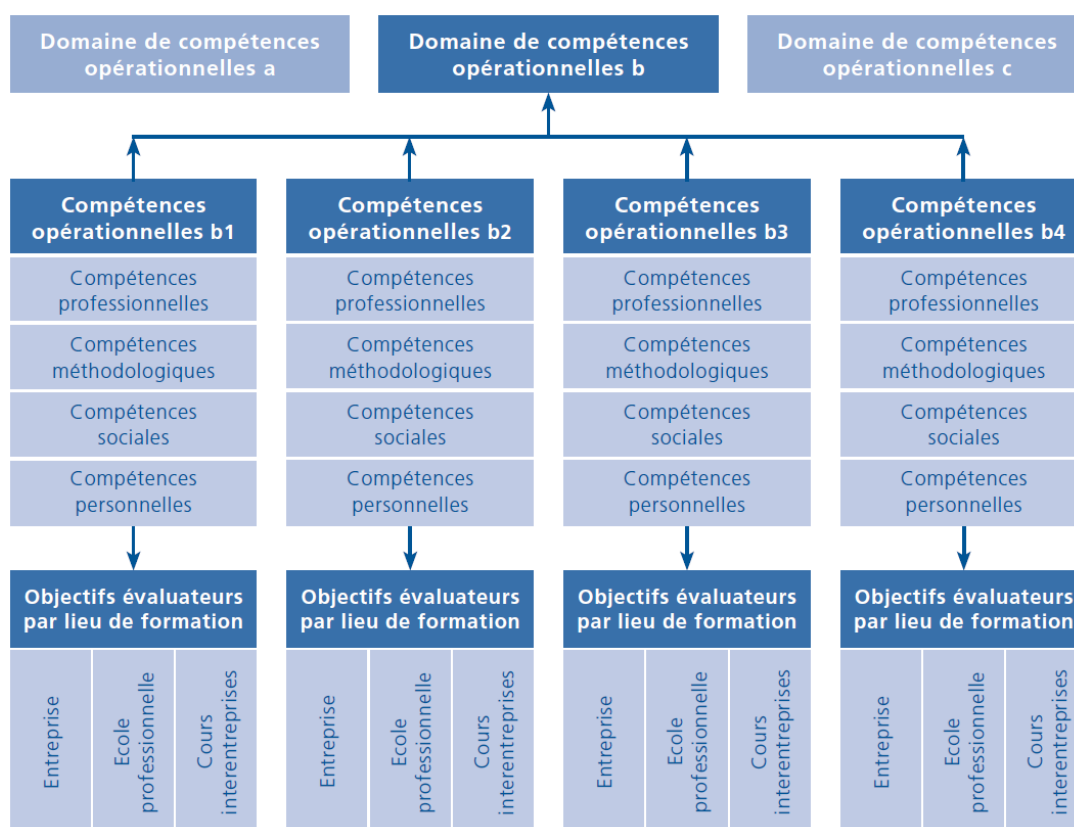 Domaine de compétences
opérationnelles a
Domaine de compétences
opérationnelles b
Domaine de compétences
opérationnelles c
Compétences
opérationnelles b1
Compétences
opérationnelles b2
Compétences
opérationnelles b3
Compétences
opérationnelles b4
Compétences
professionnelles
Compétences
professionnelles
Compétences
professionnelles
Compétences
professionnelles
Compétences
méthodologiques
Compétences
méthodologiques
Compétences
méthodologiques
Compétences
méthodologiques
Compétences
sociales
Compétences
sociales
Compétences
sociales
Compétences
sociales
Compétences
personnelles
Compétences
personnelles
Compétences
personnelles
Compétences
personnelles
Objectifs évaluateurs
par lieu de formation
Objectifs évaluateurs
par lieu de formation
Objectifs évaluateurs
par lieu de formation
Objectifs évaluateurs
par lieu de formation
Entreprise
Ecole
professionnelle
Cours
interentreprises
Entreprise
Ecole
professionnelle
Cours
interentreprises
Entreprise
Ecole
professionnelle
Cours
interentreprises
Entreprise
Ecole
professionnelle
Cours
interentreprises